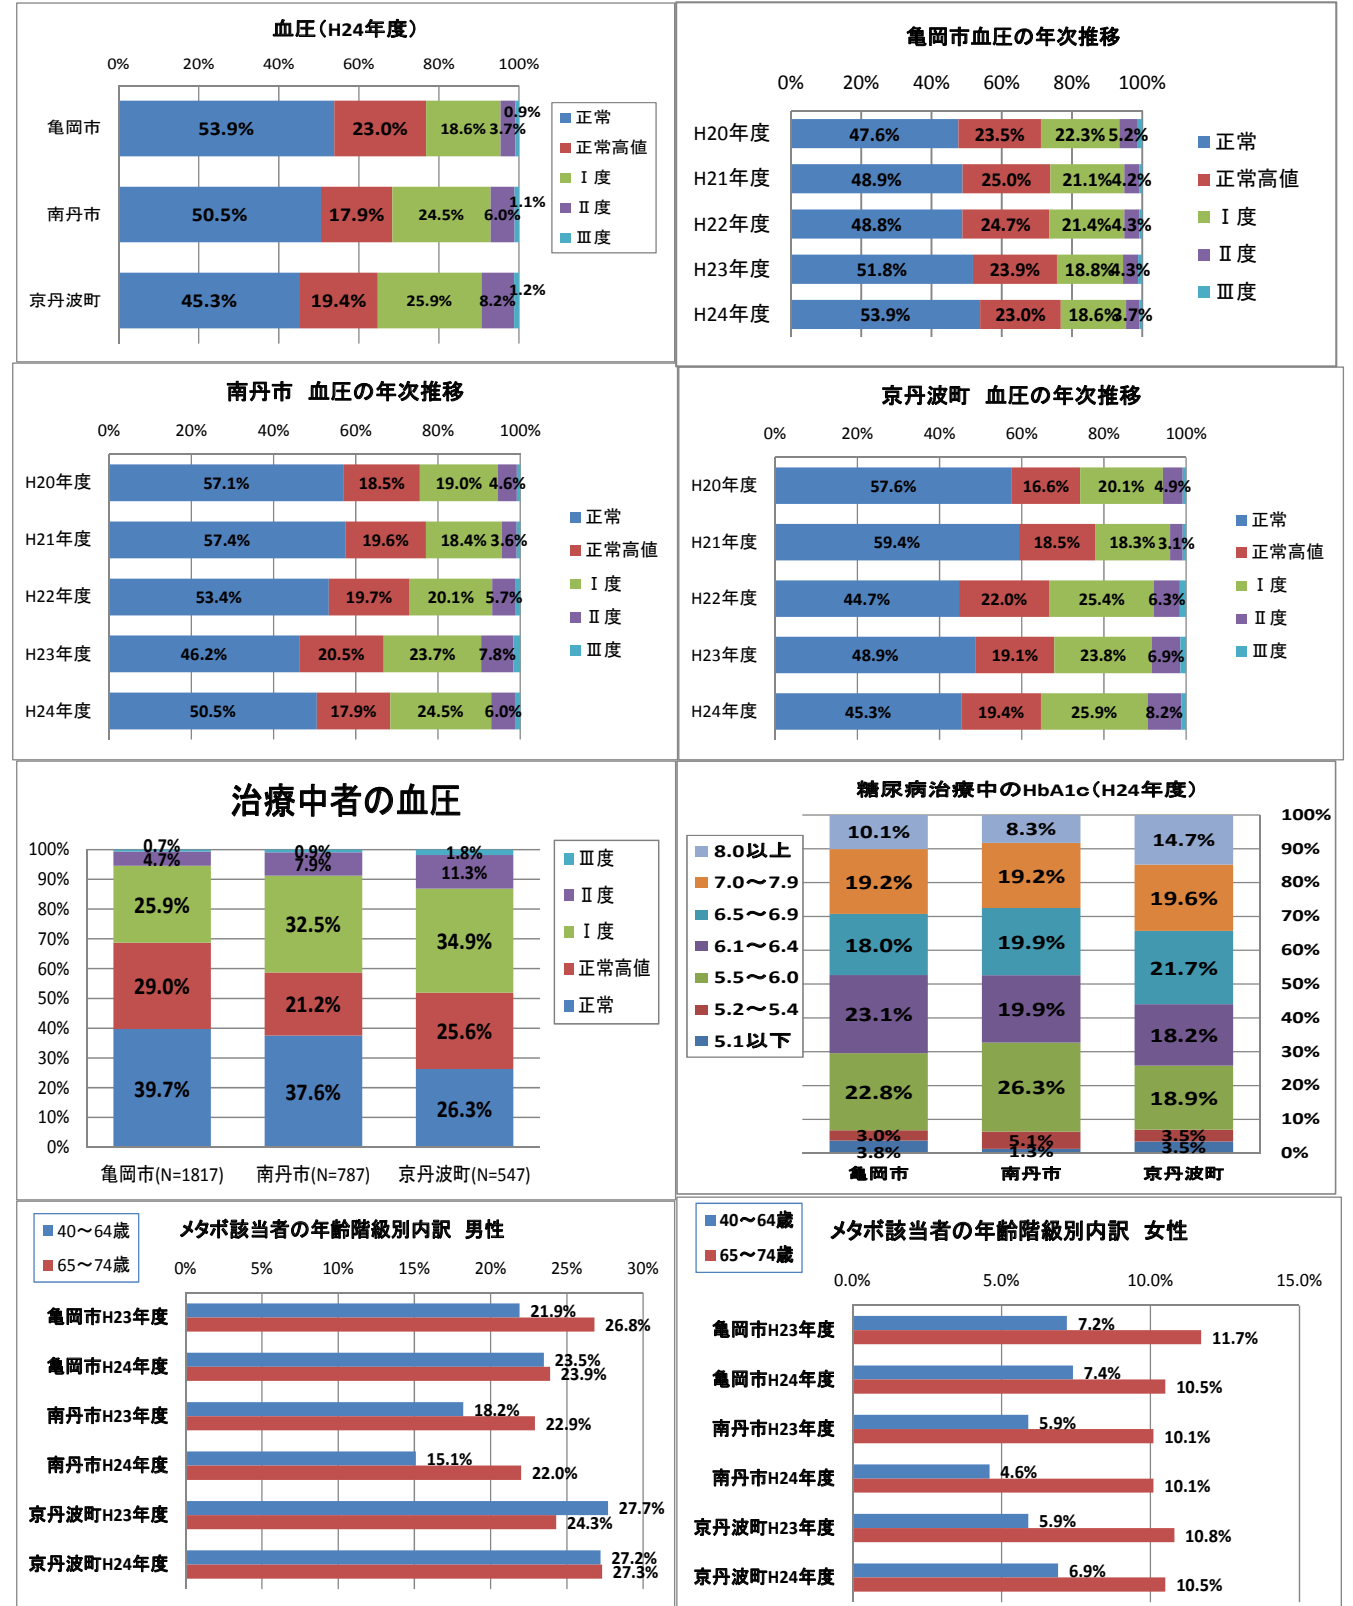 血圧(H24年度)
0% 20% 40% 60% 80% 100%
亀岡市 53.9% 23.0% 18.6% 3.7% 0.9%
南丹市 50.5% 17.9% 24.5% 6.0% 1.1%
京丹波町 45.3% 19.4% 25.9% 8.2% 1.2%
正常
正常高値
Ⅰ度
Ⅱ度
Ⅲ度
亀岡市血圧の年次推移
0% 20% 40% 60% 80% 100%
H20年度 47.6% 23.5% 22.3% 5.2%
H21年度 48.9% 25.0% 21.1% 4.2%
H22年度 48.8% 24.7% 21.4% 4.3%
H23年度 51.8% 23.9% 18.8% 4.3%
H24年度 53.9% 23.0% 18.6% 3.7%
正常
正常高値
Ⅰ度
Ⅱ度
Ⅲ度
南丹市 血圧の年次推移
0% 20% 40% 60% 80% 100%
H20年度 57.1% 18.5% 19.0% 4.6%
H21年度 57.4% 19.6% 18.4% 3.6%
H22年度 53.4% 19.7% 20.1% 5.7%
H23年度 46.2% 20.5% 23.7% 7.8%
H24年度 50.5% 17.9% 24.5% 6.0%
正常
正常高値
Ⅰ度
Ⅱ度
Ⅲ度
京丹波町 血圧の年次推移
0% 20% 40% 60% 80% 100%
H20年度 57.6% 16.6% 20.1% 4.9%
H21年度 59.4% 18.5% 18.3% 3.1%
H22年度 44.7% 22.0% 25.4% 6.3%
H23年度 48.9% 19.1% 23.8% 6.9%
H24年度 45.3% 19.4% 25.9% 8.2%
正常
正常高値
Ⅰ度
Ⅱ度
Ⅲ度
治療中者の血圧
100%
90%
80%
70%
60%
50%
40%
30%
20%
10%
0%
0.7% 0.9% 1.8%
4.7% 7.9% 11.3%
25.9% 32.5% 34.9%
29.0% 21.2% 25.6%
39.7% 37.6% 26.3%
亀岡市(N=1817) 南丹市(N=787) 京丹波町(N=547)
Ⅲ度
Ⅱ度
Ⅰ度
正常高値
正常
糖尿病治療中のHbA1c(H24年度)
8.0以上
7.0〜7.9
6.5〜6.9
6.1〜6.4
5.5〜6.0
5.2〜5.4
5.1以下
10.1% 8.3% 14.7%
19.2% 19.2% 19.6%
18.0% 19.9% 21.7%
23.1% 19.9% 18.2%
22.8% 26.3% 18.9%
3.0% 5.1% 3.5%
3.8% 1.3% 3.5%
亀岡市 南丹市 京丹波町
100%
90%
80%
70%
60%
50%
40%
30%
20%
10%
0%
40〜64歳
65〜74歳
メタボ該当者の年齢階級別内訳 男性
0% 5% 10% 15% 20% 25% 30%
亀岡市H23年度 21.9% 26.8%
亀岡市H24年度 23.5% 23.9%
南丹市H23年度 18.2% 22.9%
南丹市H24年度 15.1% 22.0%
京丹波町H23年度 27.7% 24.3%
京丹波町H24年度 27.2% 27.3%
40〜64歳
65〜74歳
メタボ該当者の年齢階級別内訳 女性
0.0% 5.0% 10.0% 15.0%
亀岡市H23年度 7.2% 11.7%
亀岡市H24年度 7.4% 10.5%
南丹市H23年度 5.9% 10.1%
南丹市H24年度 4.6% 10.1%
京丹波町H23年度 5.9% 10.8%
京丹波町H24年度 6.9% 10.5%